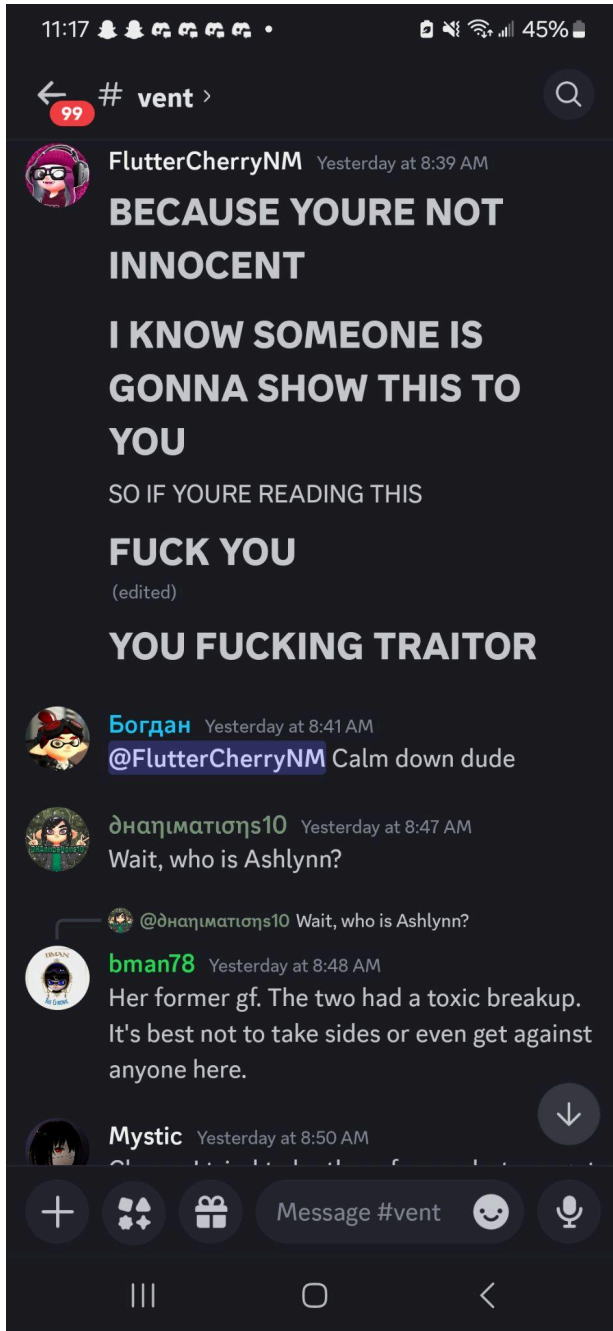 11:17 45%
99 # vent >
FlutterCherryNM Yesterday at 8:39 AM
BECAUSE YOURE NOT
INNOCENT
I KNOW SOMEONE IS
GONNA SHOW THIS TO
YOU
SO IF YOURE READING THIS
FUCK YOU
(edited)
YOU FUCKING TRAITOR
Богдан Yesterday at 8:41 AM
@FlutterCherryNM Calm down dude
∂нαηιмατισηs10 Yesterday at 8:47 AM
Wait, who is Ashlynn?
@∂нαηιмατισηs10 Wait, who is Ashlynn?
bman78 Yesterday at 8:48 AM
Her former gf. The two had a toxic breakup.
It's best not to take sides or even get against
anyone here.
Mystic Yesterday at 8:50 AM
Message #vent